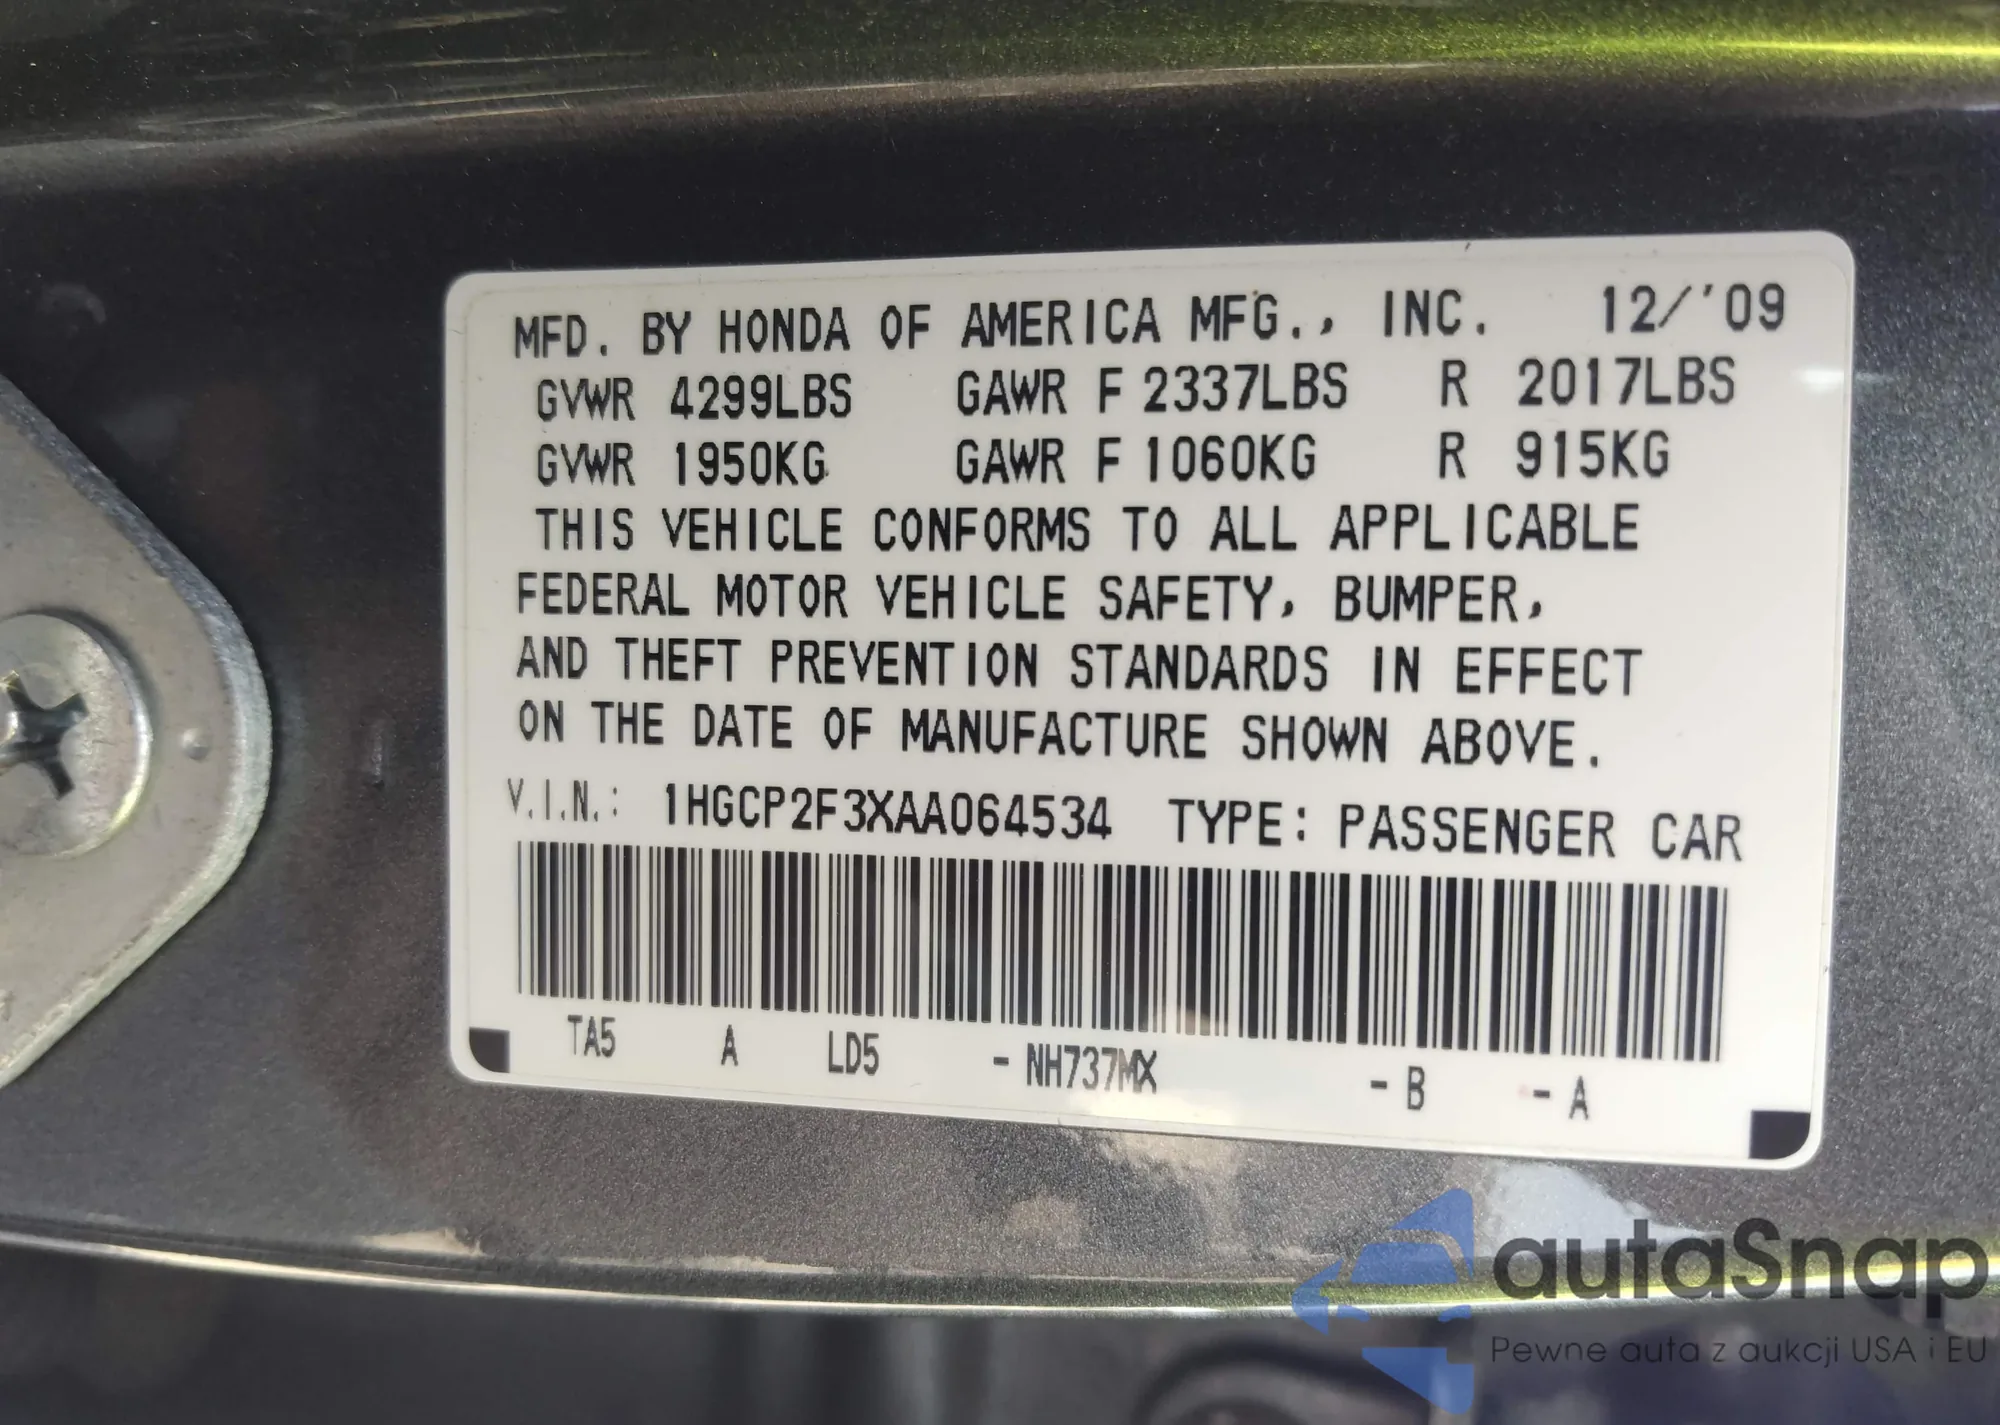 MFD. BY HONDA OF AMERICA MFG., INC. 12/'09
GVWR 4299LBS GAWR F 2337LBS R 2017LBS
GVWR 1950KG GAWR F 1060KG R 915KG
THIS VEHICLE CONFORMS TO ALL APPLICABLE
FEDERAL MOTOR VEHICLE SAFETY, BUMPER,
AND THEFT PREVENTION STANDARDS IN EFFECT
ON THE DATE OF MANUFACTURE SHOWN ABOVE.
V.I.N.: 1HGCP2F3XAA064534 TYPE: PASSENGER CAR
TA5 A LD5 - NH737MX - B - A
autaSnap
Pewne auta z aukcji USA i EU